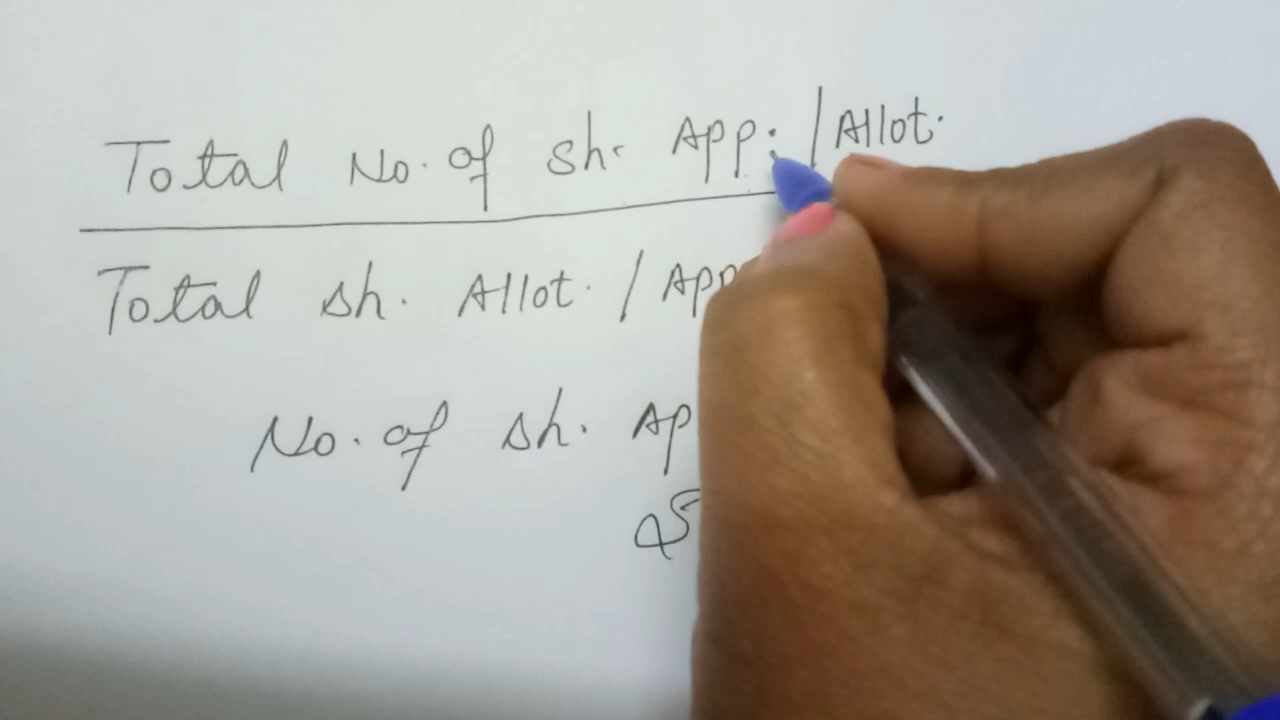 Total No. of sh. App. / Allot.
Total sh. Allot. / App
No. of sh. Ap